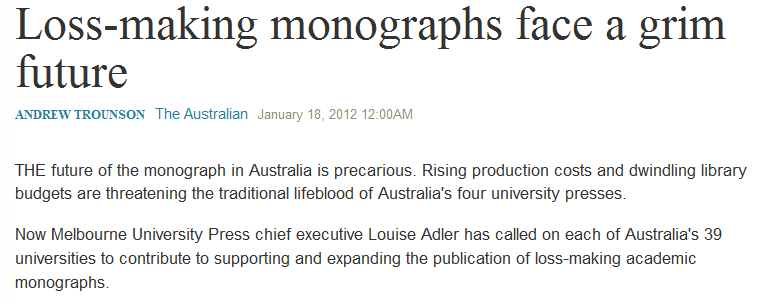 Loss-making monographs face a grim
future
ANDREW TROUNSON The Australian January 18, 2012 12:00AM
THE future of the monograph in Australia is precarious. Rising production costs and dwindling library
budgets are threatening the traditional lifeblood of Australia's four university presses.
Now Melbourne University Press chief executive Louise Adler has called on each of Australia's 39
universities to contribute to supporting and expanding the publication of loss-making academic
monographs.